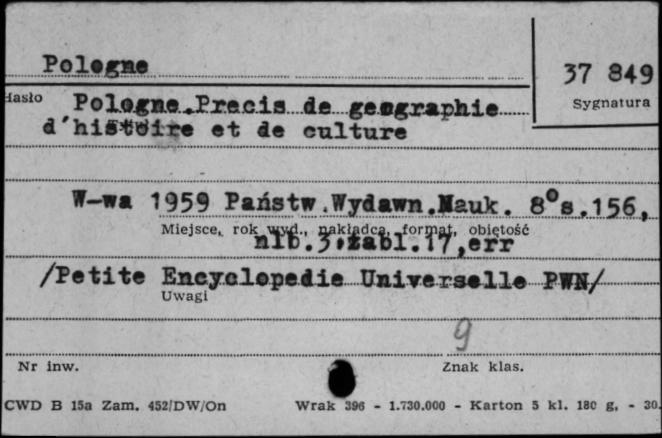 Pologne
37 849
Hasło
Sygnatura
Pologne.Precis de geographie
d'histoire et de culture
W-wa 1959 Państw.Wydawn.Nauk. 8° s.156,
Miejsce, rok wyd., nakładca, format, objętość
nlb.3,tabl.17,err
/Petite Encyclopedie Universelle PWN/
Uwagi
9
Nr inw.
Znak klas.
CWD B 15a Zam. 452/DW/On Wrak 396 - 1.730.000 - Karton 5 kl. 180 g. - 30.